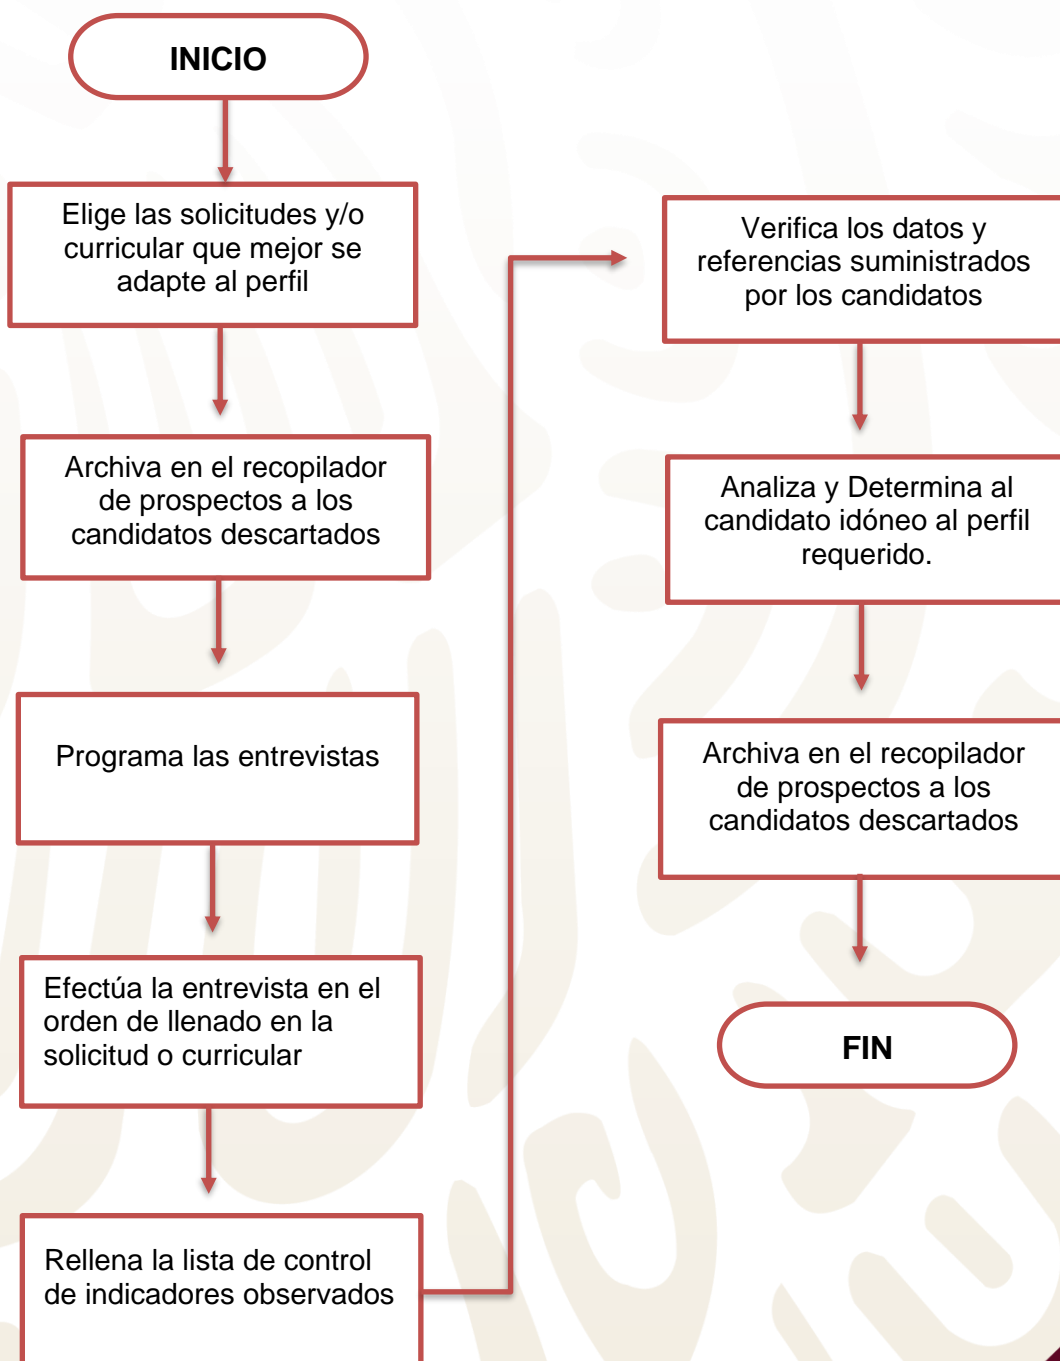 INICIO
Elige las solicitudes y/o
curricular que mejor se
adapte al perfil
Archiva en el recopilador
de prospectos a los
candidatos descartados
Programa las entrevistas
Efectúa la entrevista en el
orden de llenado en la
solicitud o curricular
Rellena la lista de control
de indicadores observados
Verifica los datos y
referencias suministrados
por los candidatos
Analiza y Determina al
candidato idóneo al perfil
requerido.
Archiva en el recopilador
de prospectos a los
candidatos descartados
FIN